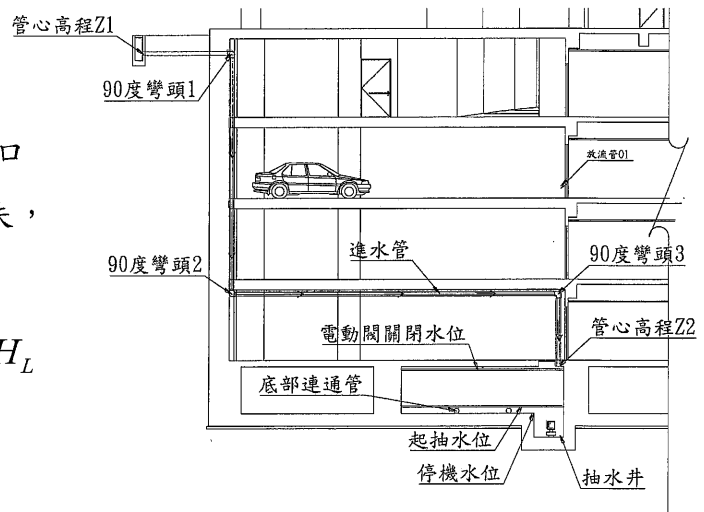 管心高程Z1
90度彎頭1
口
失，
放流管01
進水管
90度彎頭2
90度彎頭3
電動閥關閉水位
管心高程Z2
H_L
底部連通管
起抽水位
停機水位
抽水井